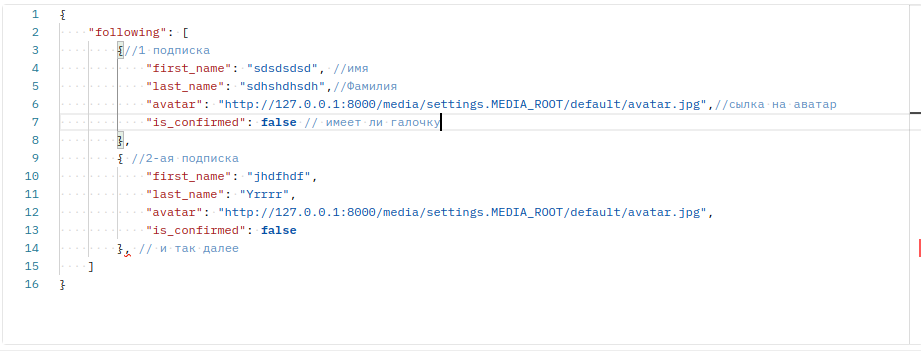 1 {
2 "following": [
3 {//1 подписка
4 "first_name": "sdsdsdsd", //имя
5 "last_name": "sdhshdhsdh",//Фамилия
6 "avatar": "http://127.0.0.1:8000/media/settings.MEDIA_ROOT/default/avatar.jpg",//сылка на аватар
7 "is_confirmed": false // имеет ли галочку
8 },
9 { //2-ая подписка
10 "first_name": "jhdfhdf",
11 "last_name": "Yrrrr",
12 "avatar": "http://127.0.0.1:8000/media/settings.MEDIA_ROOT/default/avatar.jpg",
13 "is_confirmed": false
14 }, // и так далее
15 ]
16 }